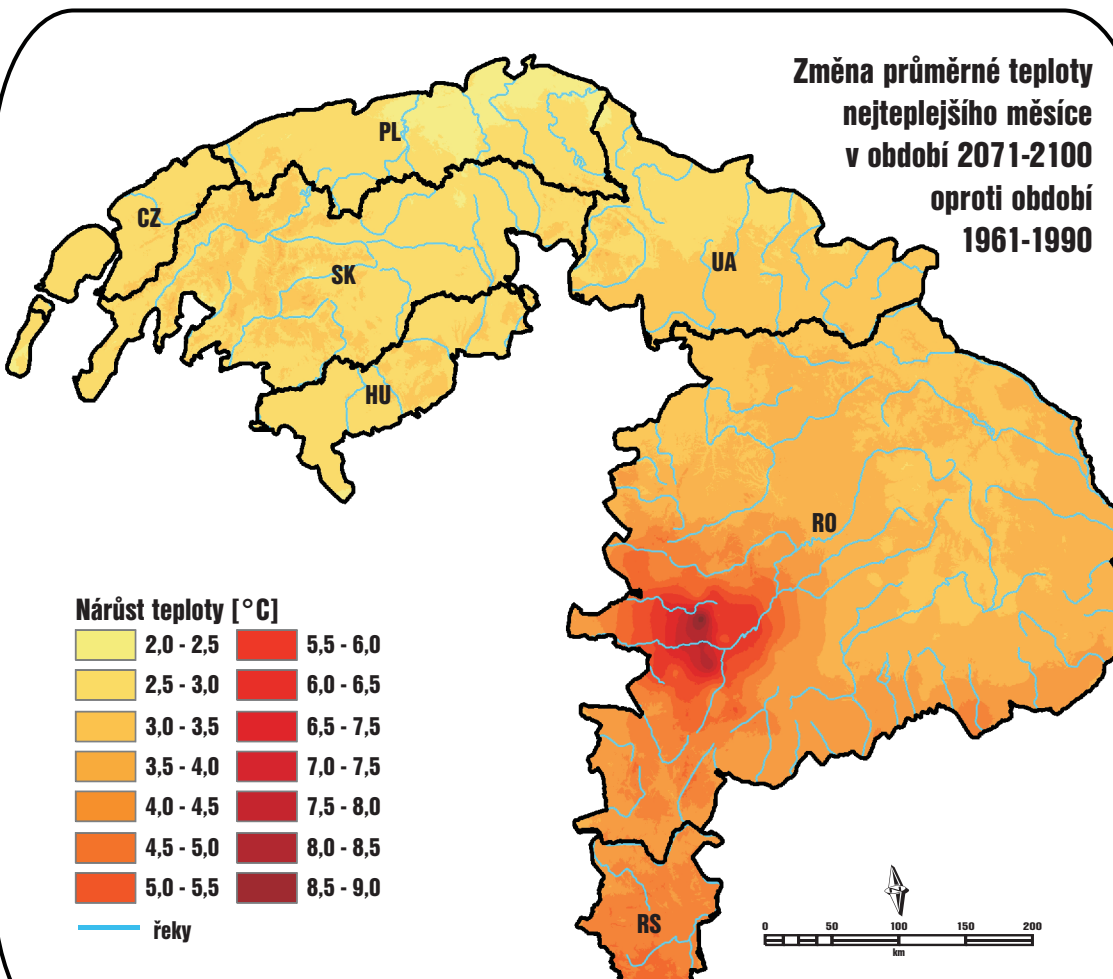 Změna průměrné teploty
nejteplejšího měsíce
v období 2071-2100
oproti období
1961-1990
PL
CZ
SK
UA
HU
RO
RS
Nárůst teploty [°C]
2,0 - 2,5
2,5 - 3,0
3,0 - 3,5
3,5 - 4,0
4,0 - 4,5
4,5 - 5,0
5,0 - 5,5
5,5 - 6,0
6,0 - 6,5
6,5 - 7,5
7,0 - 7,5
7,5 - 8,0
8,0 - 8,5
8,5 - 9,0
řeky
0 50 100 150 200
km